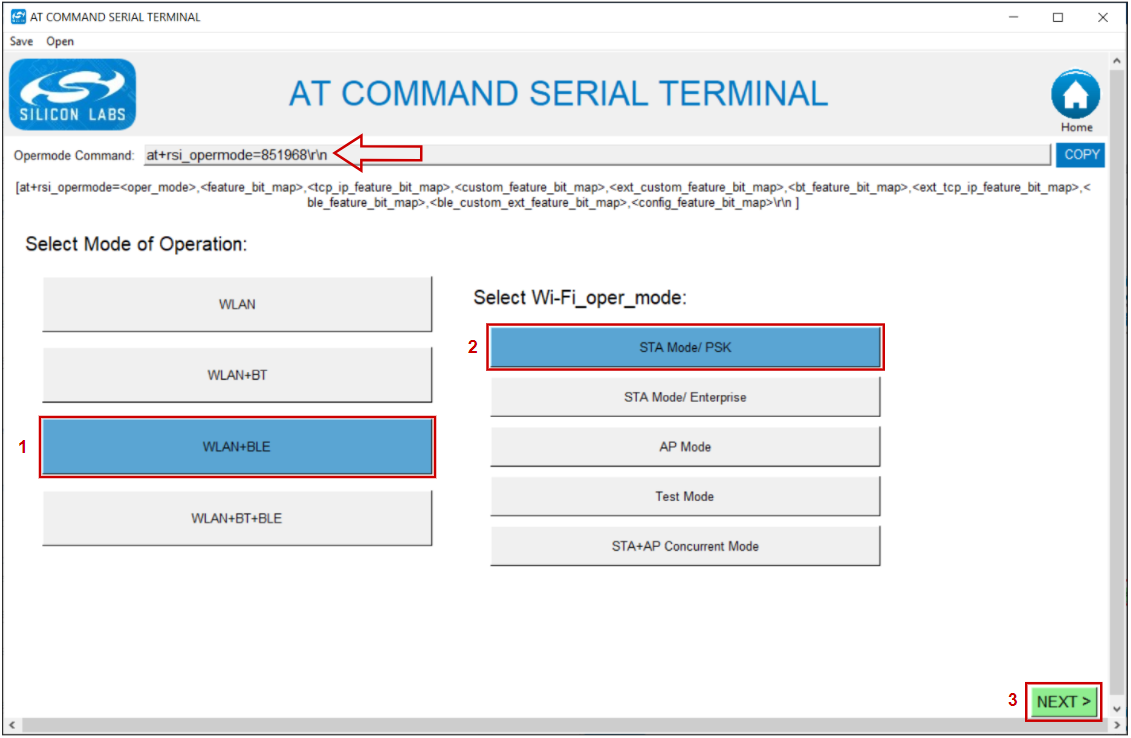 AT COMMAND SERIAL TERMINAL
Save Open
SILICON LABS
AT COMMAND SERIAL TERMINAL
Home
Opermode Command: at+rsi_opermode=851968\r\n COPY
[at+rsi_opermode=<oper_mode>,<feature_bit_map>,<tcp_ip_feature_bit_map>,<custom_feature_bit_map>,<ext_custom_feature_bit_map>,<bt_feature_bit_map>,<ext_tcp_ip_feature_bit_map>,<
ble_feature_bit_map>,<ble_custom_ext_feature_bit_map>,<config_feature_bit_map>\r\n ]
Select Mode of Operation:
WLAN
WLAN+BT
1 WLAN+BLE
WLAN+BT+BLE
Select Wi-Fi_oper_mode:
2 STA Mode/ PSK
STA Mode/ Enterprise
AP Mode
Test Mode
STA+AP Concurrent Mode
3 NEXT >